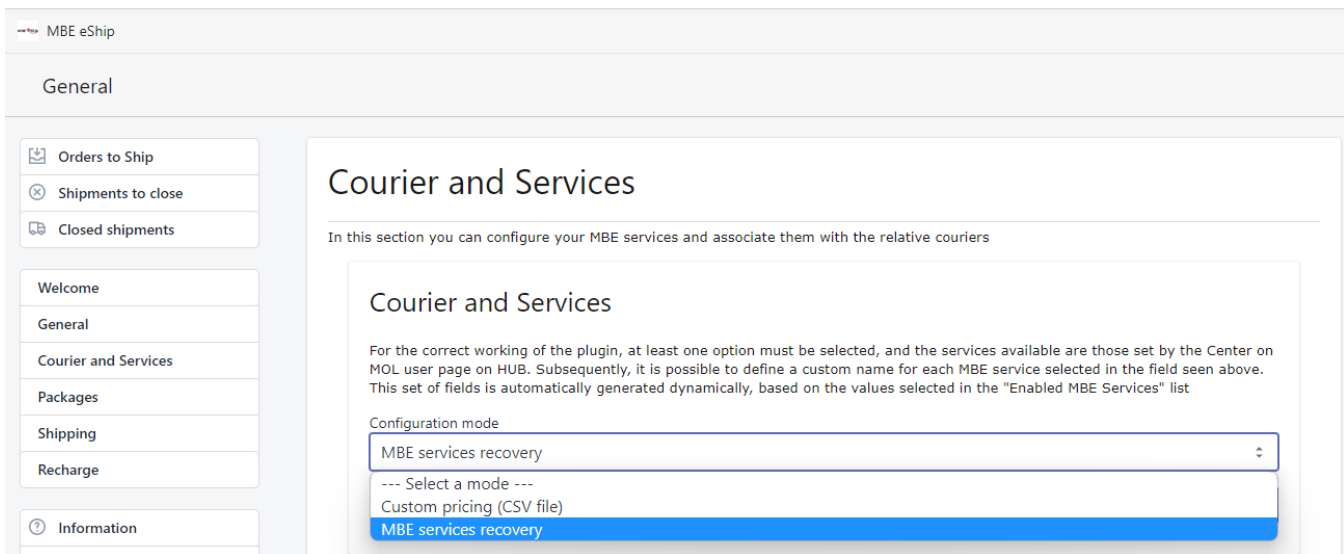 MBE eShip
General
Orders to Ship
Shipments to close
Closed shipments
Welcome
General
Courier and Services
Packages
Shipping
Recharge
Information
Courier and Services
In this section you can configure your MBE services and associate them with the relative couriers
Courier and Services
For the correct working of the plugin, at least one option must be selected, and the services available are those set by the Center on
MOL user page on HUB. Subsequently, it is possible to define a custom name for each MBE service selected in the field seen above.
This set of fields is automatically generated dynamically, based on the values selected in the "Enabled MBE Services" list
Configuration mode
MBE services recovery
--- Select a mode ---
Custom pricing (CSV file)
MBE services recovery